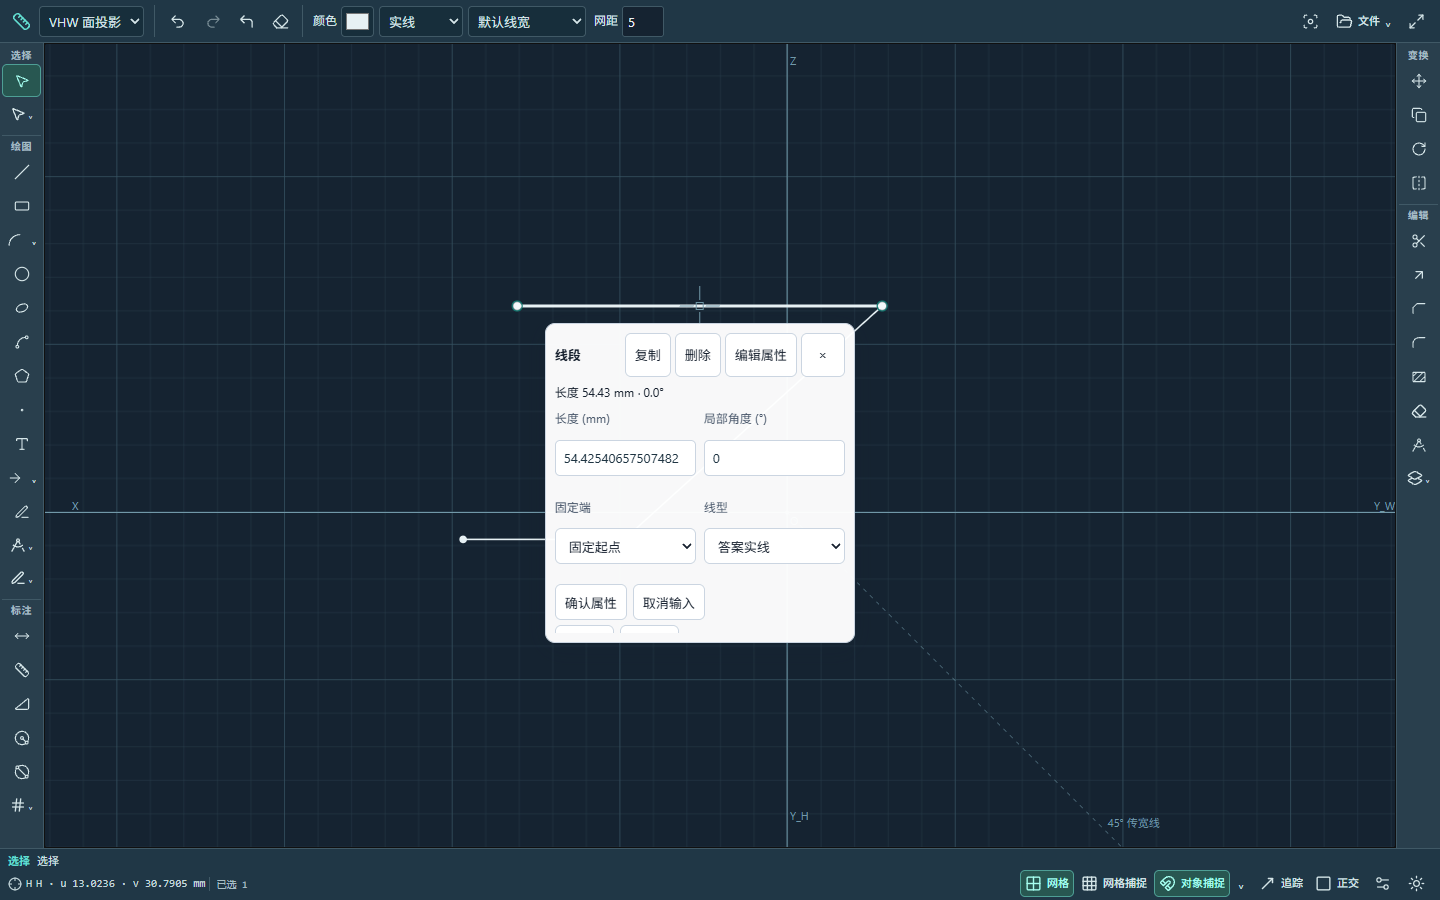 VHW 面投影 颜色 实线 默认线宽 网距 5 文件
选择
绘图
标注
变换
编辑
Z
X
Y_W
Y_H
45° 传宽线
线段 复制 删除 编辑属性 ×
长度 54.43 mm · 0.0°
长度 (mm) 局部角度 (°)
54.42540657507482 0
固定端 线型
固定起点 答案实线
确认属性 取消输入
选择 选择
H H · u 13.0236 · v 30.7905 mm 已选 1
网格 网格捕捉 对象捕捉 追踪 正交